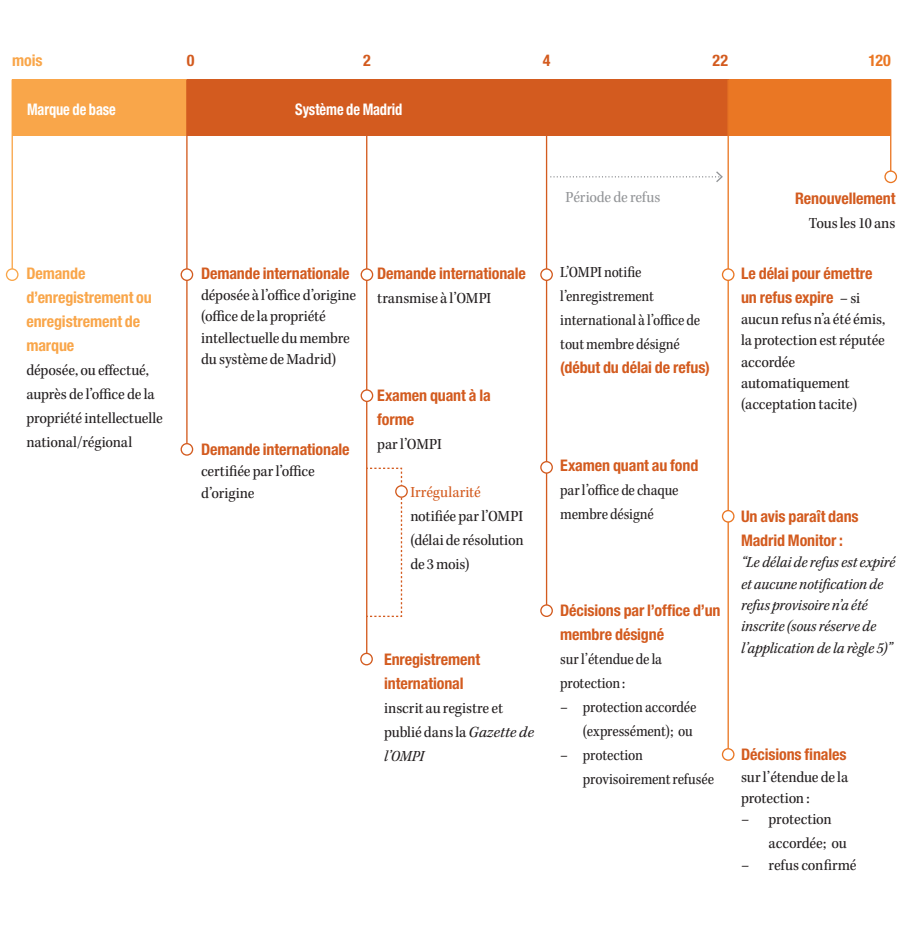 mois 0 2 4 22 120
Marque de base
Système de Madrid
Période de refus
Renouvellement
Tous les 10 ans
Demande
d’enregistrement ou
enregistrement de
marque
déposée, ou effectué,
auprès de l’office de la
propriété intellectuelle
national/régional
Demande internationale
déposée à l’office d’origine
(office de la propriété
intellectuelle du membre
du système de Madrid)
Demande internationale
certifiée par l’office
d’origine
Demande internationale
transmise à l’OMPI
Examen quant à la
forme
par l’OMPI
Irrégularité
notifiée par l’OMPI
(délai de résolution
de 3 mois)
Enregistrement
international
inscrit au registre et
publié dans la Gazette de
l’OMPI
L’OMPI notifie
l’enregistrement
international à l’office de
tout membre désigné
(début du délai de refus)
Examen quant au fond
par l’office de chaque
membre désigné
Décisions par l’office d’un
membre désigné
sur l’étendue de la
protection :
– protection accordée
(expressément); ou
– protection
provisoirement refusée
Le délai pour émettre
un refus expire – si
aucun refus n’a été émis,
la protection est réputée
accordée
automatiquement
(acceptation tacite)
Un avis paraît dans
Madrid Monitor :
“Le délai de refus est expiré
et aucune notification de
refus provisoire n’a été
inscrite (sous réserve de
l’application de la règle 5)”
Décisions finales
sur l’étendue de la
protection :
– protection
accordée; ou
– refus confirmé